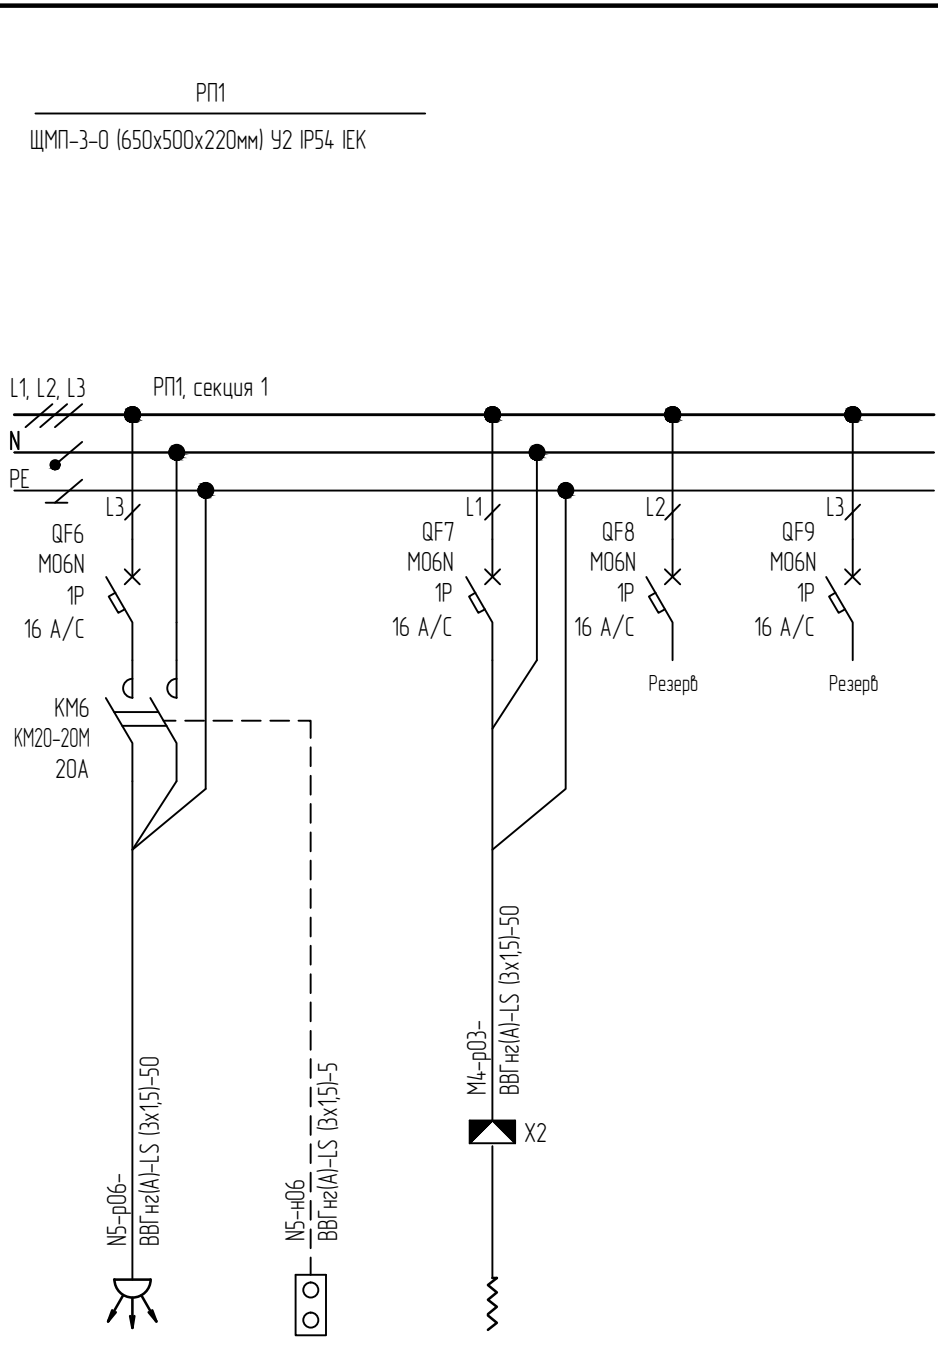 РП1
ЩМП-3-0 (650х500х220мм) У2 IP54 IEK
L1, L2, L3
РП1, секция 1
N
PE
L3
QF6
M06N
1P
16 A/C
KM6
KM20-20M
20A
L1
QF7
M06N
1P
16 A/C
L2
QF8
M06N
1P
16 A/C
Резерв
L3
QF9
M06N
1P
16 A/C
Резерв
N5-р06-
ВВГнг(А)-LS (3х1,5)-50
N5-н06
ВВГнг(А)-LS (3х1,5)-5
М4-р03-
ВВГнг(А)-LS (3х1,5)-50
X2